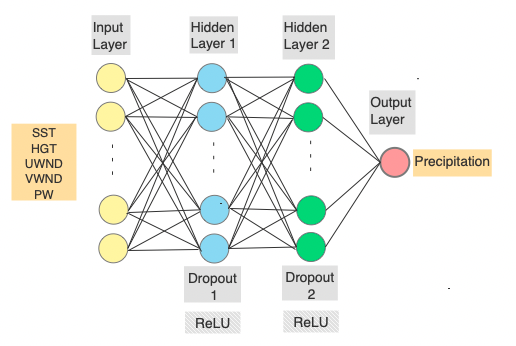 Input
Layer
Hidden
Layer 1
Hidden
Layer 2
Output
Layer
SST
HGT
UWND
VWND
PW
Precipitation
Dropout
1
Dropout
2
ReLU
ReLU